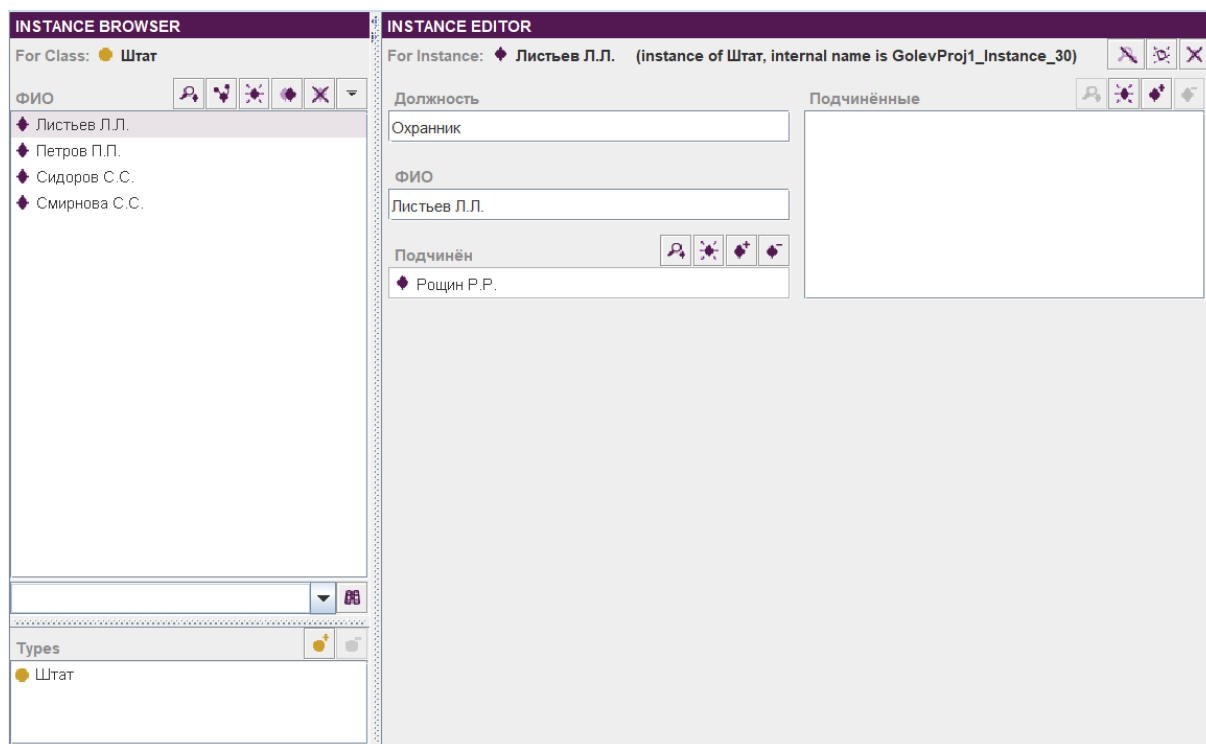 INSTANCE BROWSER
For Class: Штат
ФИО
Листьев Л.Л.
Петров П.П.
Сидоров С.С.
Смирнова С.С.
Types
Штат
INSTANCE EDITOR
For Instance: Листьев Л.Л. (instance of Штат, internal name is GolevProj1_Instance_30)
Должность
Охранник
ФИО
Листьев Л.Л.
Подчинён
Рощин Р.Р.
Подчинённые